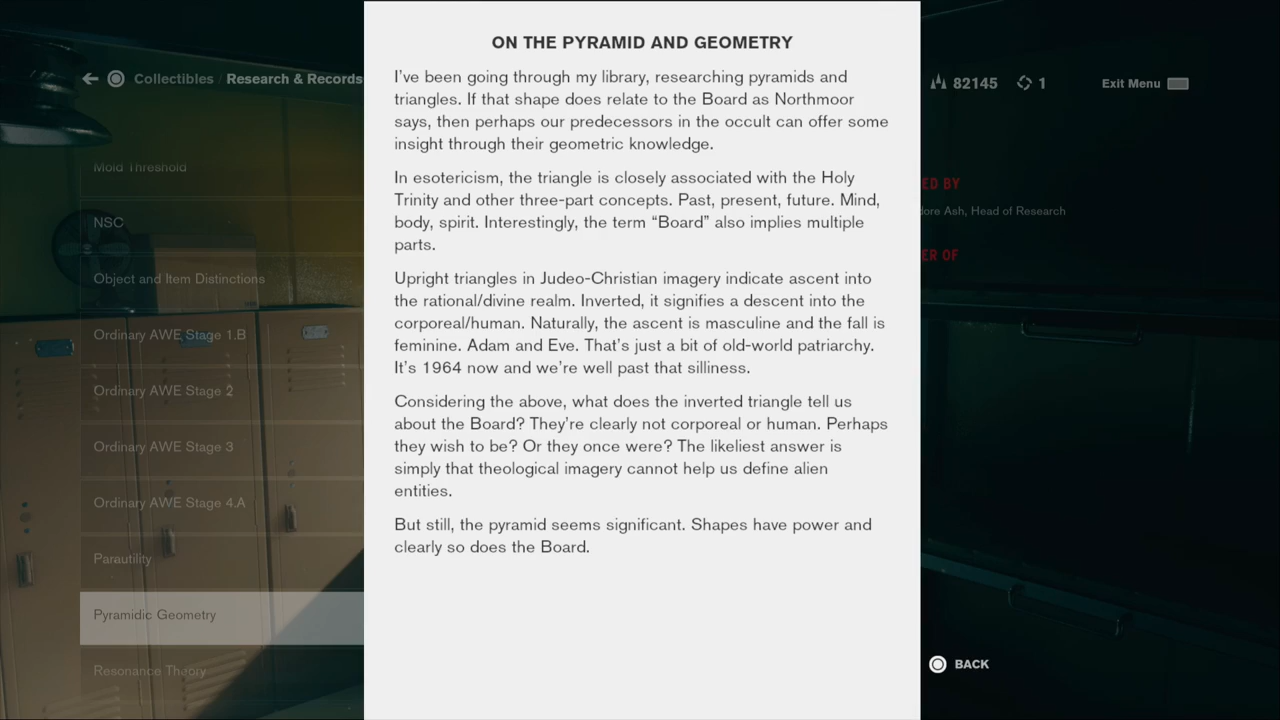 Collectibles / Research & Records
82145
1
Exit Menu
Mold Threshold
NSC
Object and Item Distinctions
Ordinary AWE Stage 1.B
Ordinary AWE Stage 2
Ordinary AWE Stage 3
Ordinary AWE Stage 4.A
Parautility
Pyramidic Geometry
Resonance Theory
ON THE PYRAMID AND GEOMETRY
I've been going through my library, researching pyramids and
triangles. If that shape does relate to the Board as Northmoor
says, then perhaps our predecessors in the occult can offer some
insight through their geometric knowledge.
In esotericism, the triangle is closely associated with the Holy
Trinity and other three-part concepts. Past, present, future. Mind,
body, spirit. Interestingly, the term “Board” also implies multiple
parts.
Upright triangles in Judeo-Christian imagery indicate ascent into
the rational/divine realm. Inverted, it signifies a descent into the
corporeal/human. Naturally, the ascent is masculine and the fall is
feminine. Adam and Eve. That's just a bit of old-world patriarchy.
It's 1964 now and we're well past that silliness.
Considering the above, what does the inverted triangle tell us
about the Board? They're clearly not corporeal or human. Perhaps
they wish to be? Or they once were? The likeliest answer is
simply that theological imagery cannot help us define alien
entities.
But still, the pyramid seems significant. Shapes have power and
clearly so does the Board.
ED BY
dore Ash, Head of Research
ER OF
BACK